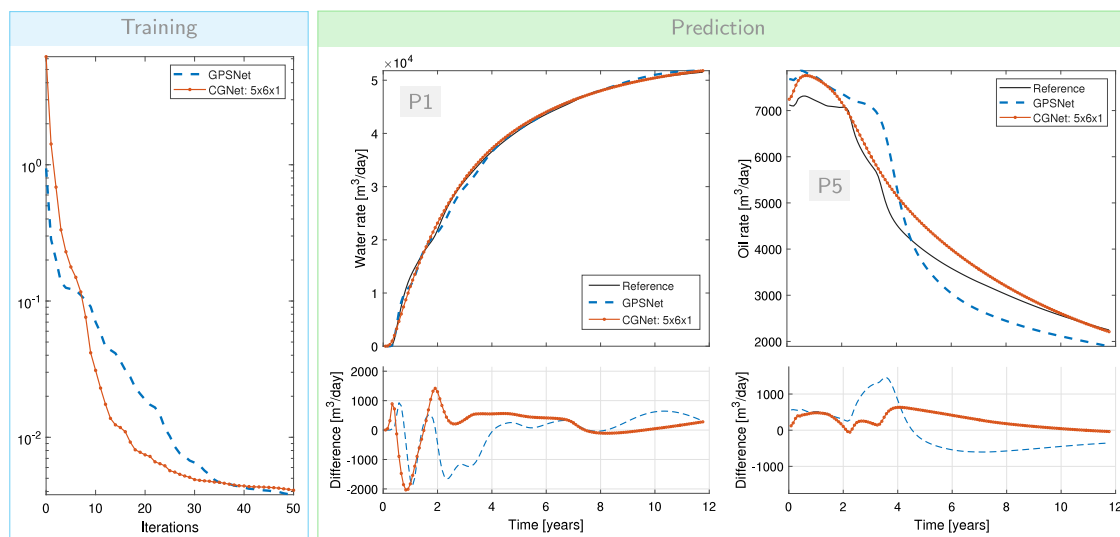 Training
GPSNet
CGNet: 5x6x1
10^0
10^-1
10^-2
0 10 20 30 40 50
Iterations
Prediction
×10^4
P1
5
4
3
2
1
0
Water rate [m³/day]
Reference
GPSNet
CGNet: 5x6x1
P5
7000
6000
5000
4000
3000
2000
Oil rate [m³/day]
Reference
GPSNet
CGNet: 5x6x1
2000
1000
0
-1000
-2000
Difference [m³/day]
0 2 4 6 8 10 12
Time [years]
1000
0
-1000
Difference [m³/day]
0 2 4 6 8 10 12
Time [years]